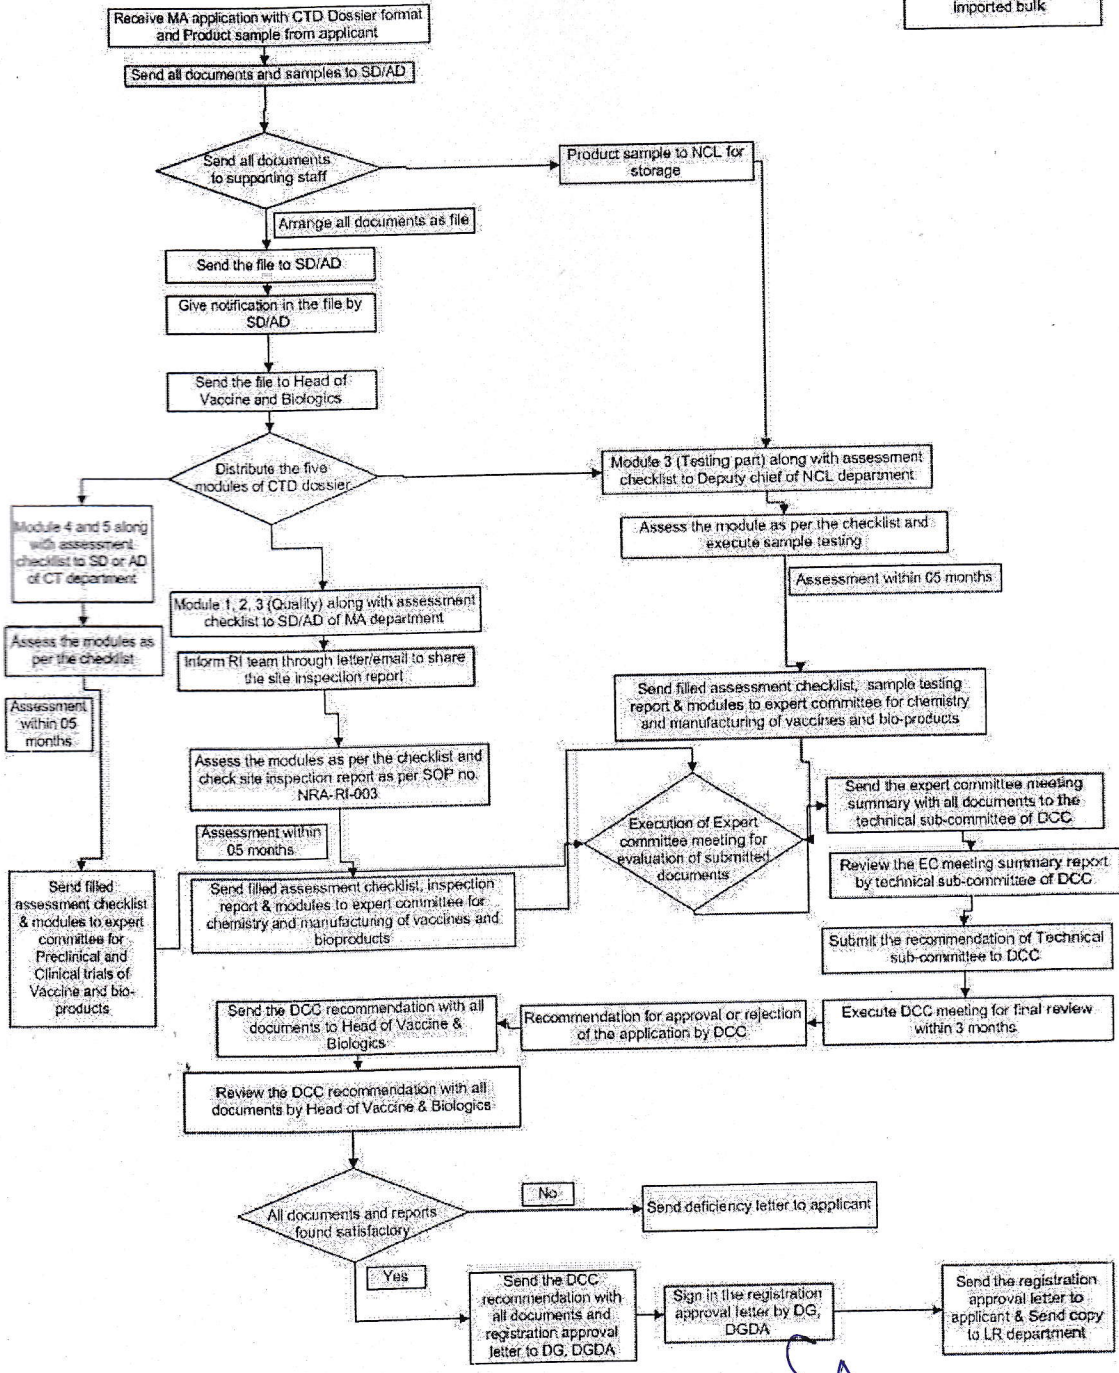 Imported bulk
Receive MA application with CTD Dossier format
and Product sample from applicant
Send all documents and samples to SD/AD
Send all documents
to supporting staff
Product sample to NCL for
storage
Arrange all documents as file
Send the file to SD/AD
Give notification in the file by
SD/AD
Send the file to Head of
Vaccine and Biologics
Distribute the five
modules of CTD dossier
Module 3 (Testing part) along with assessment
checklist to Deputy chief of NCL department
Module 4 and 5 along
with assessment
checklist to SD or AD
of CT department
Assess the module as per the checklist and
execute sample testing
Assessment within 05 months
Module 1, 2, 3 (Quality) along with assessment
checklist to SD/AD of MA department
Assess the modules as
per the checklist
Inform RI team through letter/email to share
the site inspection report
Assessment
within 05
months
Send filled assessment checklist, sample testing
report & modules to expert committee for chemistry
and manufacturing of vaccines and bio-products
Assess the modules as per the checklist and
check site inspection report as per SOP no.
NRA-RI-003
Assessment within
05 months
Execution of Expert
committee meeting for
evaluation of submitted
documents
Send the expert committee meeting
summary with all documents to the
technical sub-committee of DCC
Review the EC meeting summary report
by technical sub-committee of DCC
Send filled
assessment checklist
& modules to expert
committee for
Preclinical and
Clinical trials of
Vaccine and bio-
products
Send filled assessment checklist, inspection
report & modules to expert committee for
chemistry and manufacturing of vaccines and
bioproducts
Submit the recommendation of Technical
sub-committee to DCC
Send the DCC recommendation with all
documents to Head of Vaccine &
Biologics
Recommendation for approval or rejection
of the application by DCC
Execute DCC meeting for final review
within 3 months
Review the DCC recommendation with all
documents by Head of Vaccine & Biologics
All documents and reports
found satisfactory
No
Send deficiency letter to applicant
Yes
Send the DCC
recommendation with
all documents and
registration approval
letter to DG, DGDA
Sign in the registration
approval letter by DG,
DGDA
Send the registration
approval letter to
applicant & Send copy
to LR department